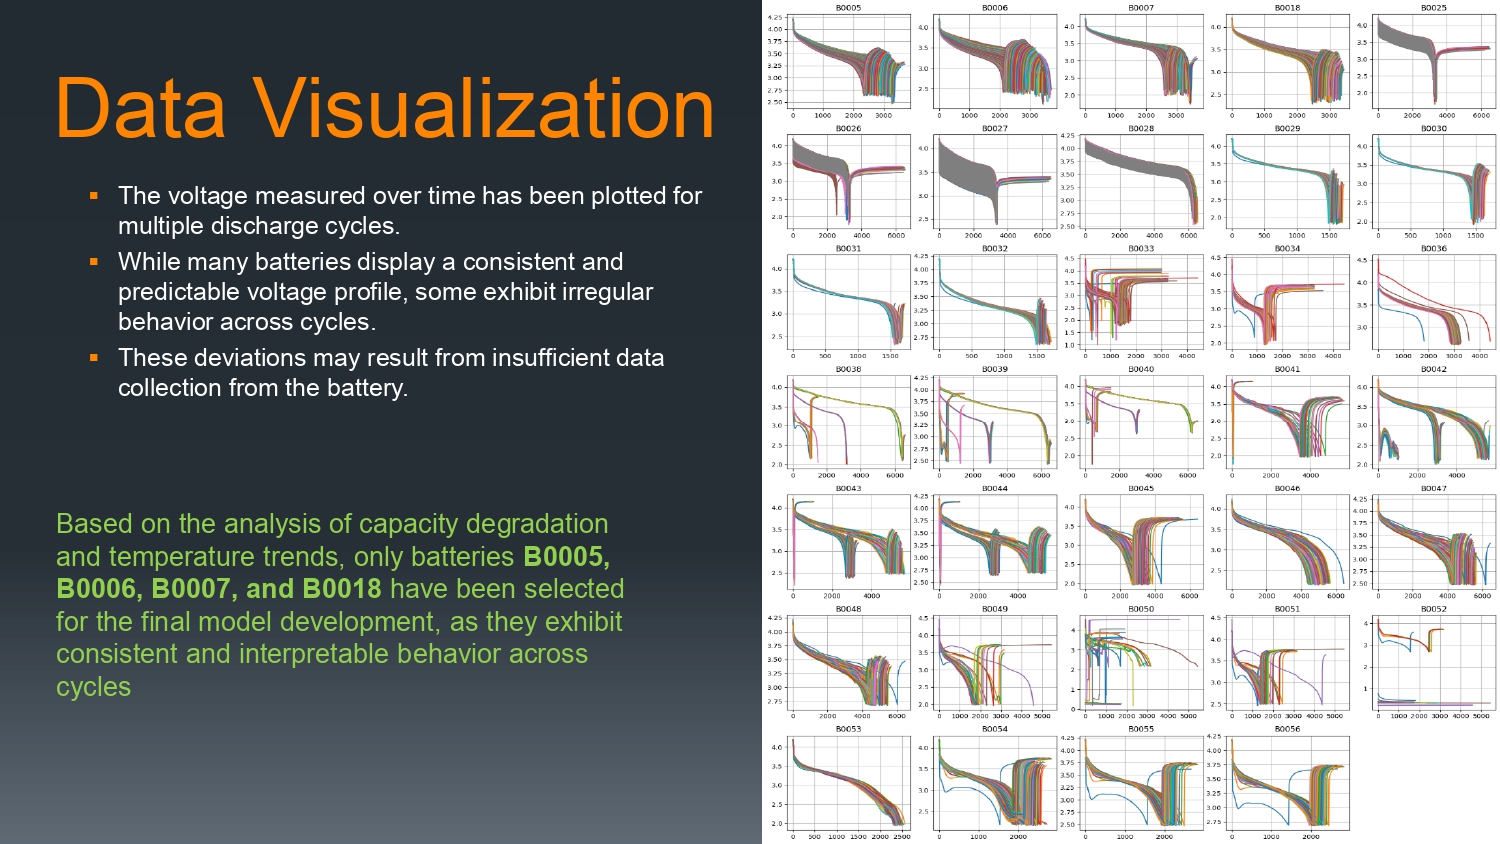 Data Visualization
▪ The voltage measured over time has been plotted for
multiple discharge cycles.
▪ While many batteries display a consistent and
predictable voltage profile, some exhibit irregular
behavior across cycles.
▪ These deviations may result from insufficient data
collection from the battery.
Based on the analysis of capacity degradation
and temperature trends, only batteries B0005,
B0006, B0007, and B0018 have been selected
for the final model development, as they exhibit
consistent and interpretable behavior across
cycles
B0005 B0006 B0007 B0018 B0025
B0026 B0027 B0028 B0029 B0030
B0031 B0032 B0033 B0034 B0036
B0038 B0039 B0040 B0041 B0042
B0043 B0044 B0045 B0046 B0047
B0048 B0049 B0050 B0051 B0052
B0053 B0054 B0055 B0056